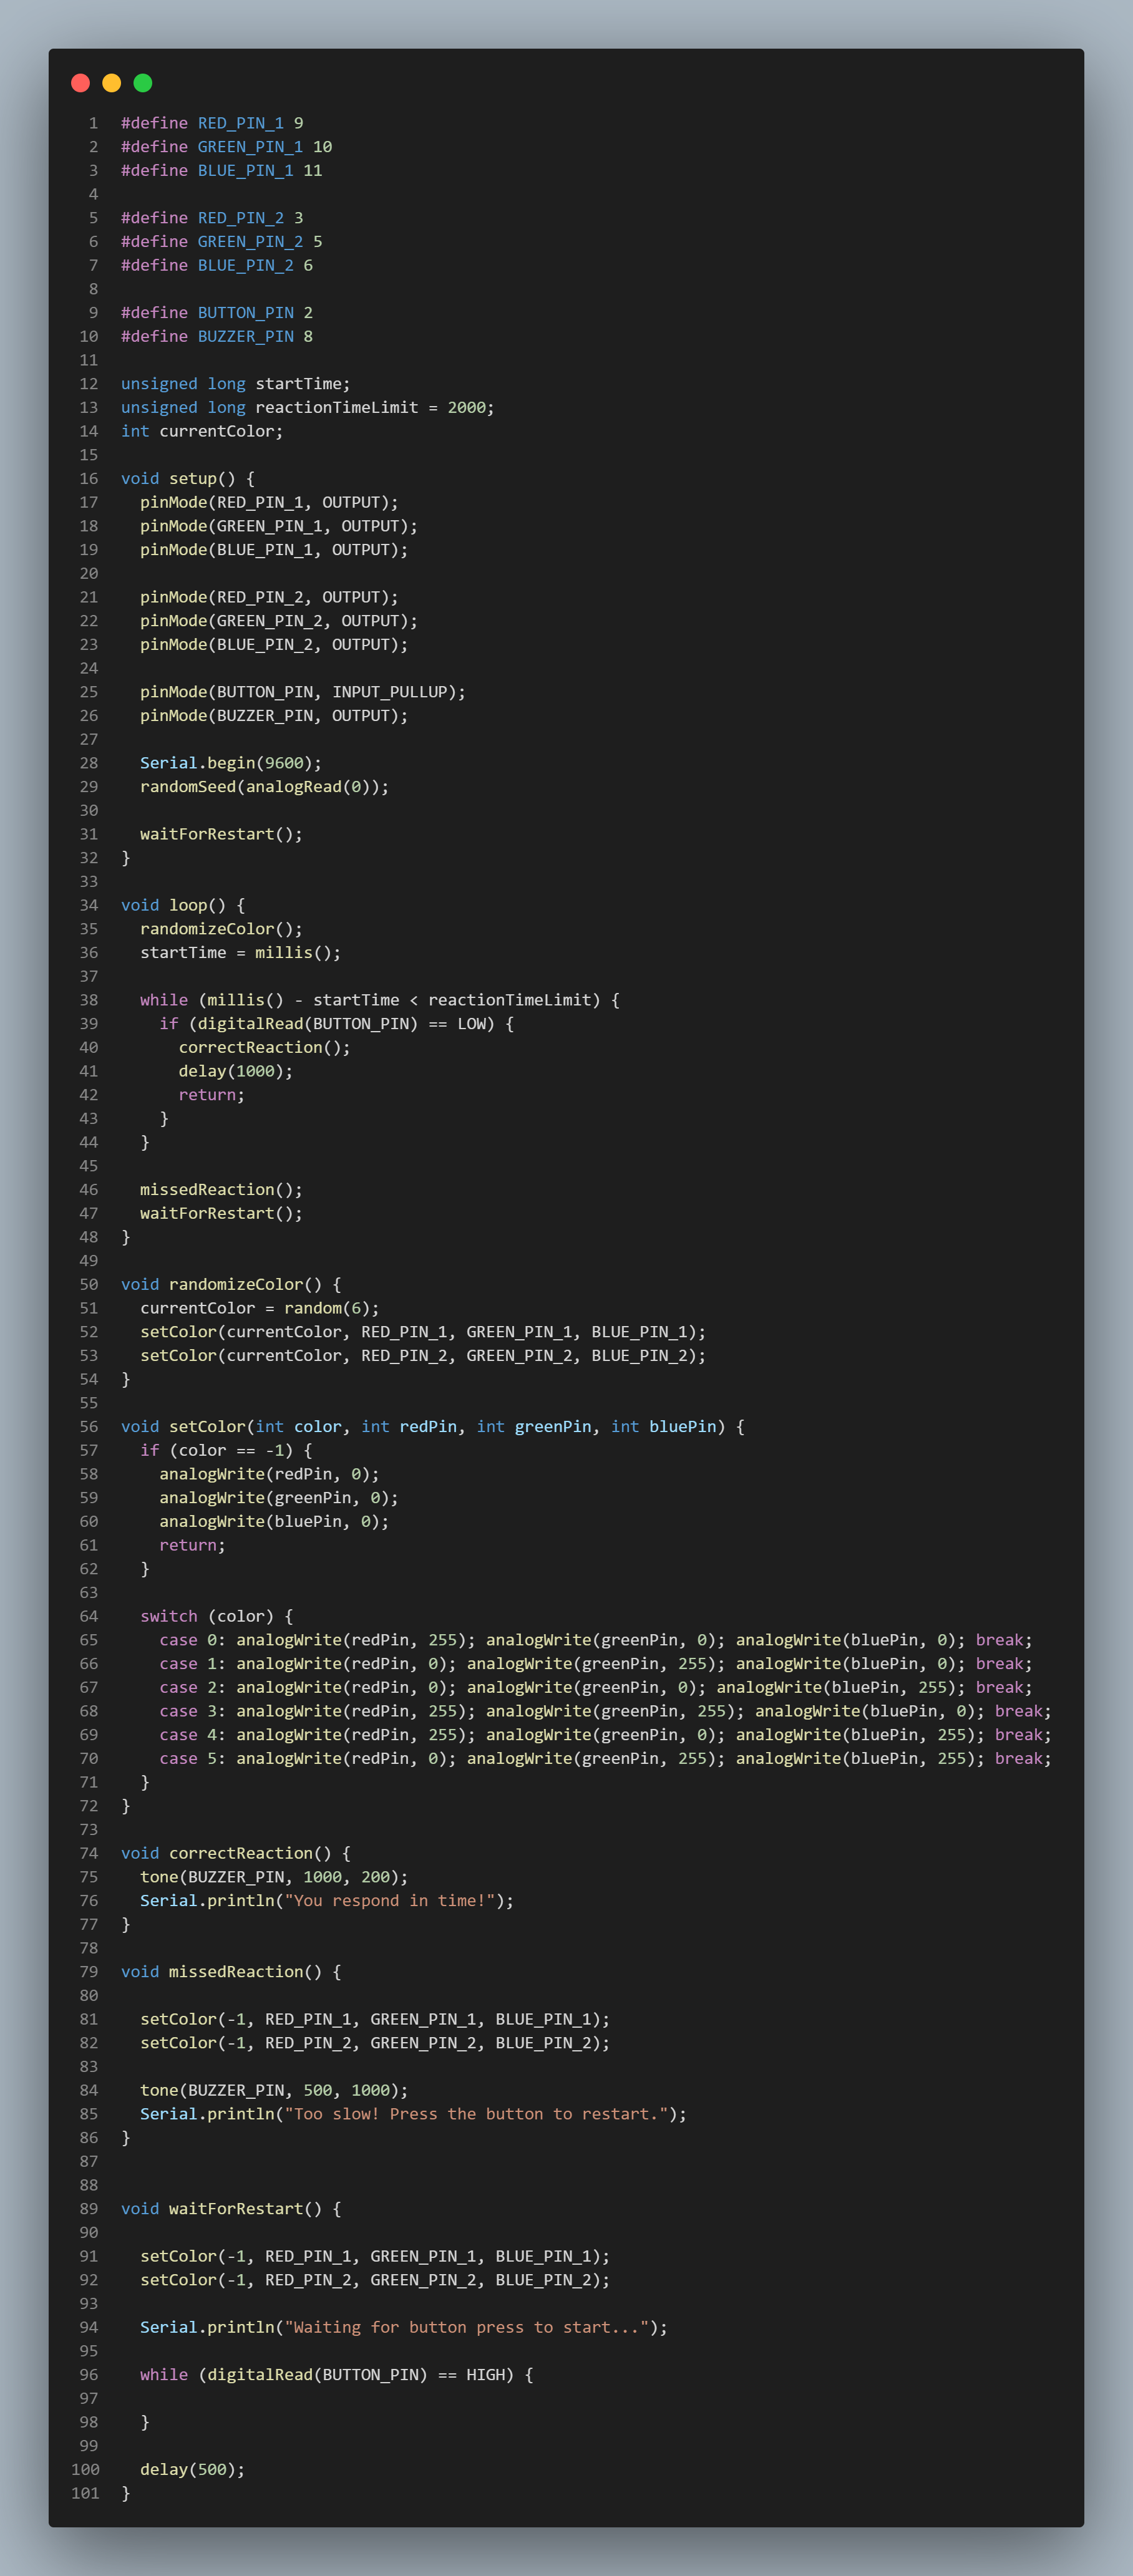 1 #define RED_PIN_1 9
2 #define GREEN_PIN_1 10
3 #define BLUE_PIN_1 11
4
5 #define RED_PIN_2 3
6 #define GREEN_PIN_2 5
7 #define BLUE_PIN_2 6
8
9 #define BUTTON_PIN 2
10 #define BUZZER_PIN 8
11
12 unsigned long startTime;
13 unsigned long reactionTimeLimit = 2000;
14 int currentColor;
15
16 void setup() {
17   pinMode(RED_PIN_1, OUTPUT);
18   pinMode(GREEN_PIN_1, OUTPUT);
19   pinMode(BLUE_PIN_1, OUTPUT);
20
21   pinMode(RED_PIN_2, OUTPUT);
22   pinMode(GREEN_PIN_2, OUTPUT);
23   pinMode(BLUE_PIN_2, OUTPUT);
24
25   pinMode(BUTTON_PIN, INPUT_PULLUP);
26   pinMode(BUZZER_PIN, OUTPUT);
27
28   Serial.begin(9600);
29   randomSeed(analogRead(0));
30
31   waitForRestart();
32 }
33
34 void loop() {
35   randomizeColor();
36   startTime = millis();
37
38   while (millis() - startTime < reactionTimeLimit) {
39     if (digitalRead(BUTTON_PIN) == LOW) {
40       correctReaction();
41       delay(1000);
42       return;
43     }
44   }
45
46   missedReaction();
47   waitForRestart();
48 }
49
50 void randomizeColor() {
51   currentColor = random(6);
52   setColor(currentColor, RED_PIN_1, GREEN_PIN_1, BLUE_PIN_1);
53   setColor(currentColor, RED_PIN_2, GREEN_PIN_2, BLUE_PIN_2);
54 }
55
56 void setColor(int color, int redPin, int greenPin, int bluePin) {
57   if (color == -1) {
58     analogWrite(redPin, 0);
59     analogWrite(greenPin, 0);
60     analogWrite(bluePin, 0);
61     return;
62   }
63
64   switch (color) {
65     case 0: analogWrite(redPin, 255); analogWrite(greenPin, 0); analogWrite(bluePin, 0); break;
66     case 1: analogWrite(redPin, 0); analogWrite(greenPin, 255); analogWrite(bluePin, 0); break;
67     case 2: analogWrite(redPin, 0); analogWrite(greenPin, 0); analogWrite(bluePin, 255); break;
68     case 3: analogWrite(redPin, 255); analogWrite(greenPin, 255); analogWrite(bluePin, 0); break;
69     case 4: analogWrite(redPin, 255); analogWrite(greenPin, 0); analogWrite(bluePin, 255); break;
70     case 5: analogWrite(redPin, 0); analogWrite(greenPin, 255); analogWrite(bluePin, 255); break;
71   }
72 }
73
74 void correctReaction() {
75   tone(BUZZER_PIN, 1000, 200);
76   Serial.println("You respond in time!");
77 }
78
79 void missedReaction() {
80
81   setColor(-1, RED_PIN_1, GREEN_PIN_1, BLUE_PIN_1);
82   setColor(-1, RED_PIN_2, GREEN_PIN_2, BLUE_PIN_2);
83
84   tone(BUZZER_PIN, 500, 1000);
85   Serial.println("Too slow! Press the button to restart.");
86 }
87
88
89 void waitForRestart() {
90
91   setColor(-1, RED_PIN_1, GREEN_PIN_1, BLUE_PIN_1);
92   setColor(-1, RED_PIN_2, GREEN_PIN_2, BLUE_PIN_2);
93
94   Serial.println("Waiting for button press to start...");
95
96   while (digitalRead(BUTTON_PIN) == HIGH) {
97
98   }
99
100   delay(500);
101 }